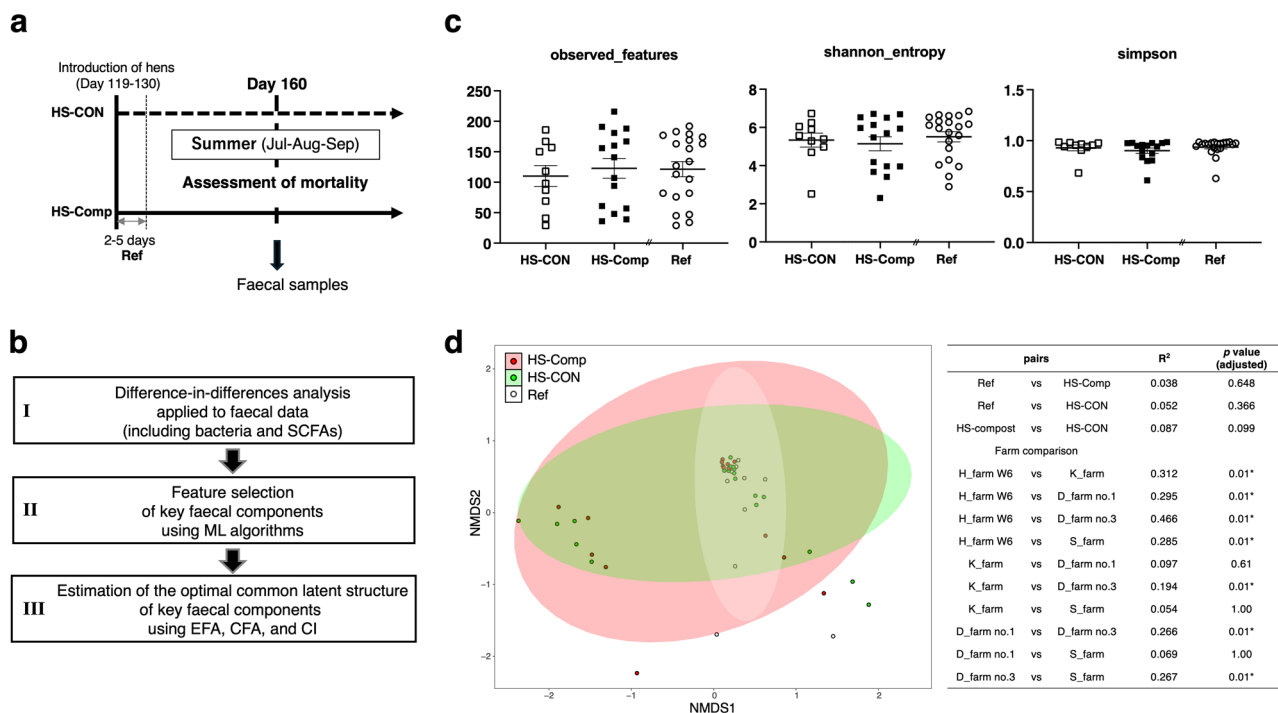 a
Introduction of hens
(Day 119-130)
Day 160
HS-CON
Summer (Jul-Aug-Sep)
Assessment of mortality
HS-Comp
2-5 days
Ref
Faecal samples
b
I
Difference-in-differences analysis
applied to faecal data
(including bacteria and SCFAs)
II
Feature selection
of key faecal components
using ML algorithms
III
Estimation of the optimal common latent structure
of key faecal components
using EFA, CFA, and CI
c
observed_features
250
200
150
100
50
0
HS-CON HS-Comp Ref
shannon_entropy
8
6
4
2
0
HS-CON HS-Comp Ref
simpson
1.5
1.0
0.5
0.0
HS-CON HS-Comp Ref
d
HS-Comp
HS-CON
Ref
NMDS2
2
1
0
−1
−2
−2 −1 0 1 2
NMDS1
pairs R² p value
(adjusted)
Ref vs HS-Comp 0.038 0.648
Ref vs HS-CON 0.052 0.366
HS-compost vs HS-CON 0.087 0.099
Farm comparison
H_farm W6 vs K_farm 0.312 0.01*
H_farm W6 vs D_farm no.1 0.295 0.01*
H_farm W6 vs D_farm no.3 0.466 0.01*
H_farm W6 vs S_farm 0.285 0.01*
K_farm vs D_farm no.1 0.097 0.61
K_farm vs D_farm no.3 0.194 0.01*
K_farm vs S_farm 0.054 1.00
D_farm no.1 vs D_farm no.3 0.266 0.01*
D_farm no.1 vs S_farm 0.069 1.00
D_farm no.3 vs S_farm 0.267 0.01*